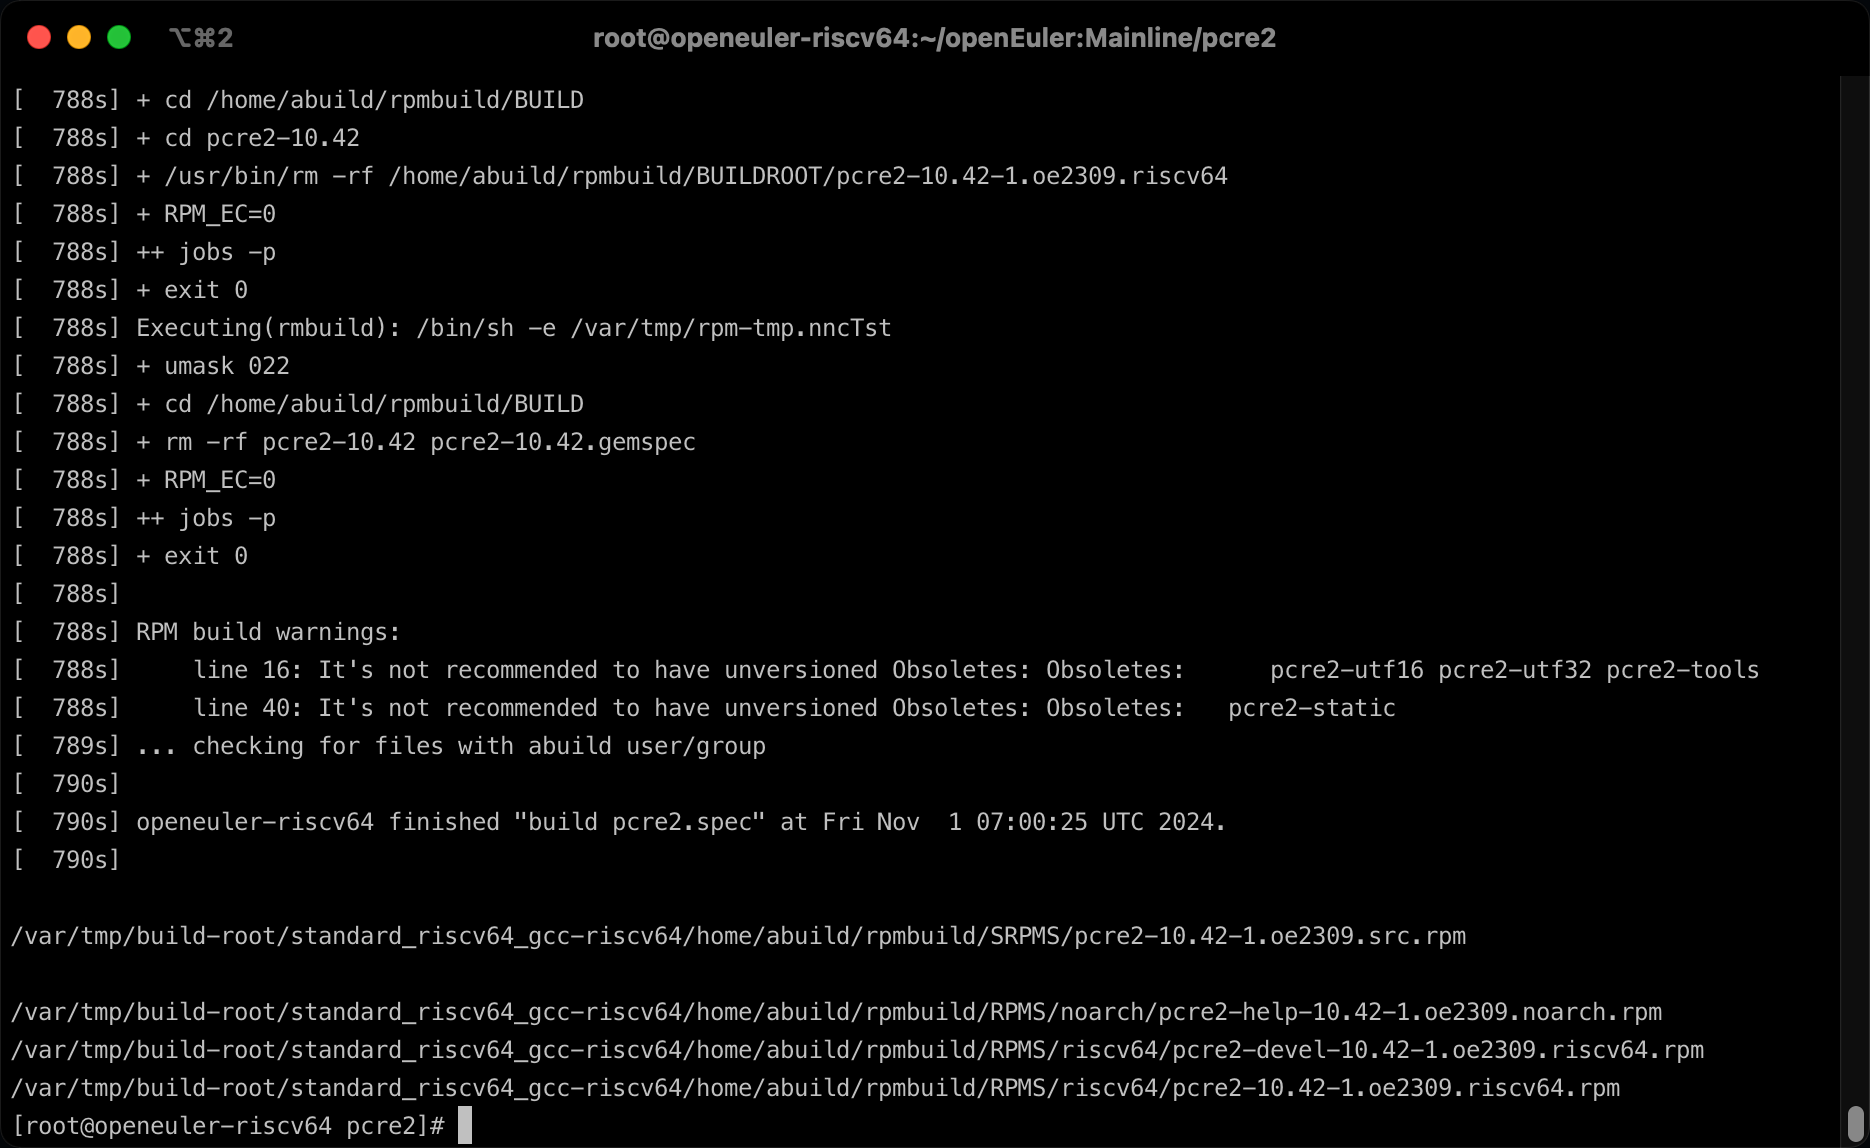 ⌥⌘2
root@openeuler-riscv64:~/openEuler:Mainline/pcre2
[  788s] + cd /home/abuild/rpmbuild/BUILD
[  788s] + cd pcre2-10.42
[  788s] + /usr/bin/rm -rf /home/abuild/rpmbuild/BUILDROOT/pcre2-10.42-1.oe2309.riscv64
[  788s] + RPM_EC=0
[  788s] ++ jobs -p
[  788s] + exit 0
[  788s] Executing(rmbuild): /bin/sh -e /var/tmp/rpm-tmp.nncTst
[  788s] + umask 022
[  788s] + cd /home/abuild/rpmbuild/BUILD
[  788s] + rm -rf pcre2-10.42 pcre2-10.42.gemspec
[  788s] + RPM_EC=0
[  788s] ++ jobs -p
[  788s] + exit 0
[  788s]
[  788s] RPM build warnings:
[  788s]     line 16: It's not recommended to have unversioned Obsoletes: Obsoletes:      pcre2-utf16 pcre2-utf32 pcre2-tools
[  788s]     line 40: It's not recommended to have unversioned Obsoletes: Obsoletes:   pcre2-static
[  789s] ... checking for files with abuild user/group
[  790s]
[  790s] openeuler-riscv64 finished "build pcre2.spec" at Fri Nov  1 07:00:25 UTC 2024.
[  790s]
/var/tmp/build-root/standard_riscv64_gcc-riscv64/home/abuild/rpmbuild/SRPMS/pcre2-10.42-1.oe2309.src.rpm
/var/tmp/build-root/standard_riscv64_gcc-riscv64/home/abuild/rpmbuild/RPMS/noarch/pcre2-help-10.42-1.oe2309.noarch.rpm
/var/tmp/build-root/standard_riscv64_gcc-riscv64/home/abuild/rpmbuild/RPMS/riscv64/pcre2-devel-10.42-1.oe2309.riscv64.rpm
/var/tmp/build-root/standard_riscv64_gcc-riscv64/home/abuild/rpmbuild/RPMS/riscv64/pcre2-10.42-1.oe2309.riscv64.rpm
[root@openeuler-riscv64 pcre2]#